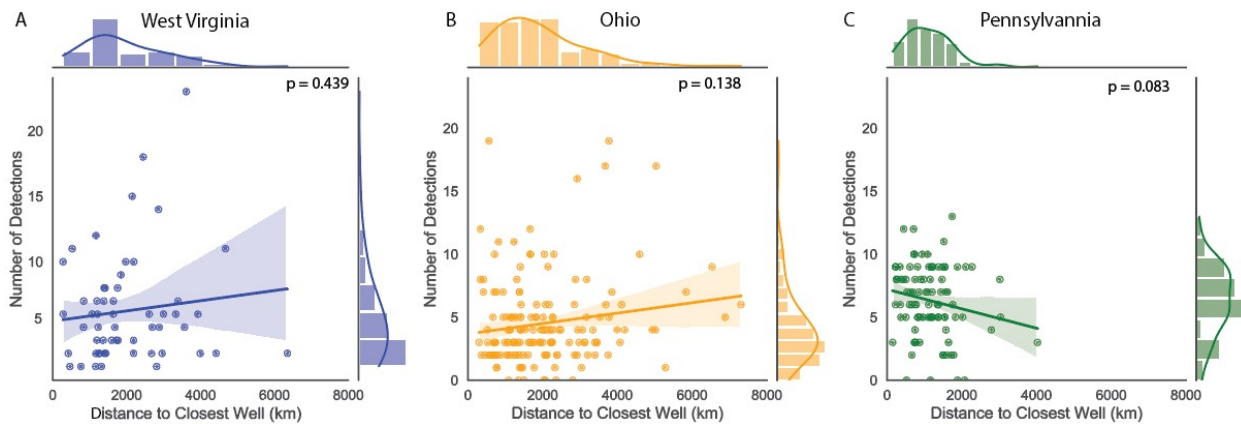 A West Virginia
p = 0.439
20
15
10
5
Number of Detections
0 2000 4000 6000 8000
Distance to Closest Well (km)
B Ohio
p = 0.138
20
15
10
5
0
Number of Detections
0 2000 4000 6000 8000
Distance to Closest Well (km)
C Pennsylvannia
p = 0.083
20
15
10
5
0
Number of Detections
0 2000 4000 6000 8000
Distance to Closest Well (km)